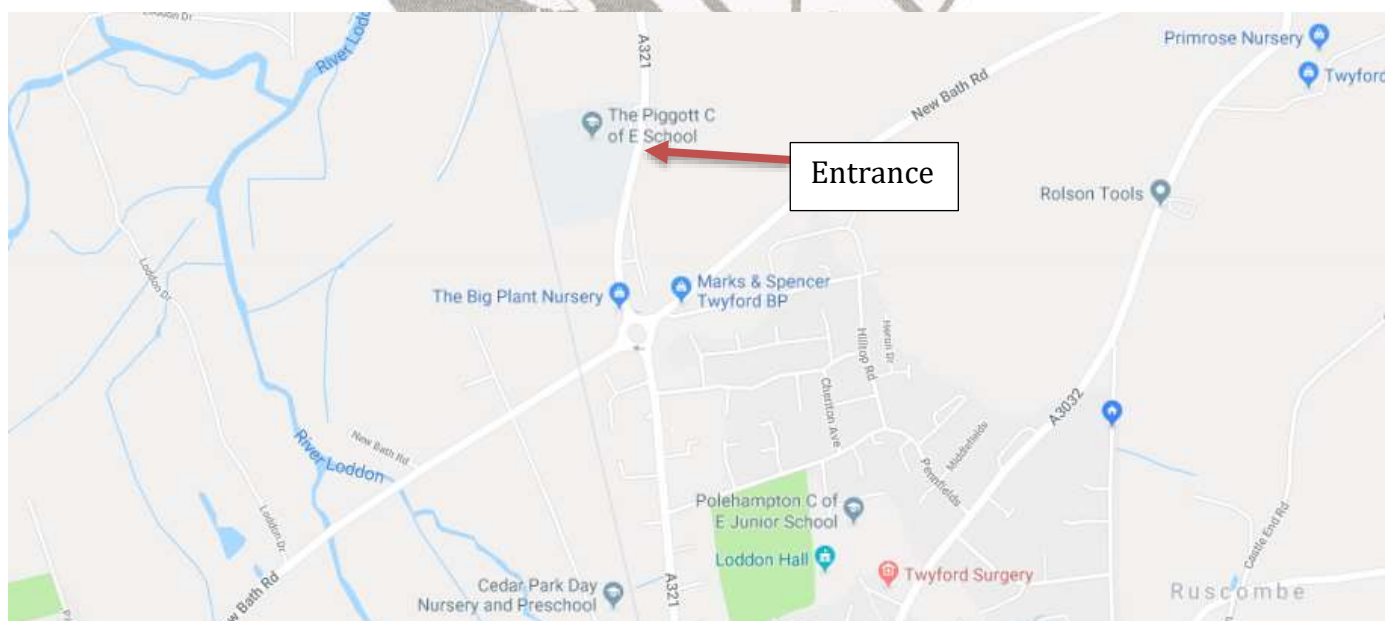 Loddon Dr
River Lodd
A321
Primrose Nursery
Twyford
New Bath Rd
The Piggott C
of E School
Entrance
Rolson Tools
Loddon Dr
The Big Plant Nursery
Marks & Spencer
Twyford BP
Hilltop Rd
Heron Dr
Cheriton Ave
A3032
New Bath Rd
River Loddon
Middlefields
Pennfields
Polehampton C of
E Junior School
Loddon Dr
Castle End Rd
Loddon Hall
Twyford Surgery
Cedar Park Day
Nursery and Preschool
A321
Ruscombe
w Bath Rd